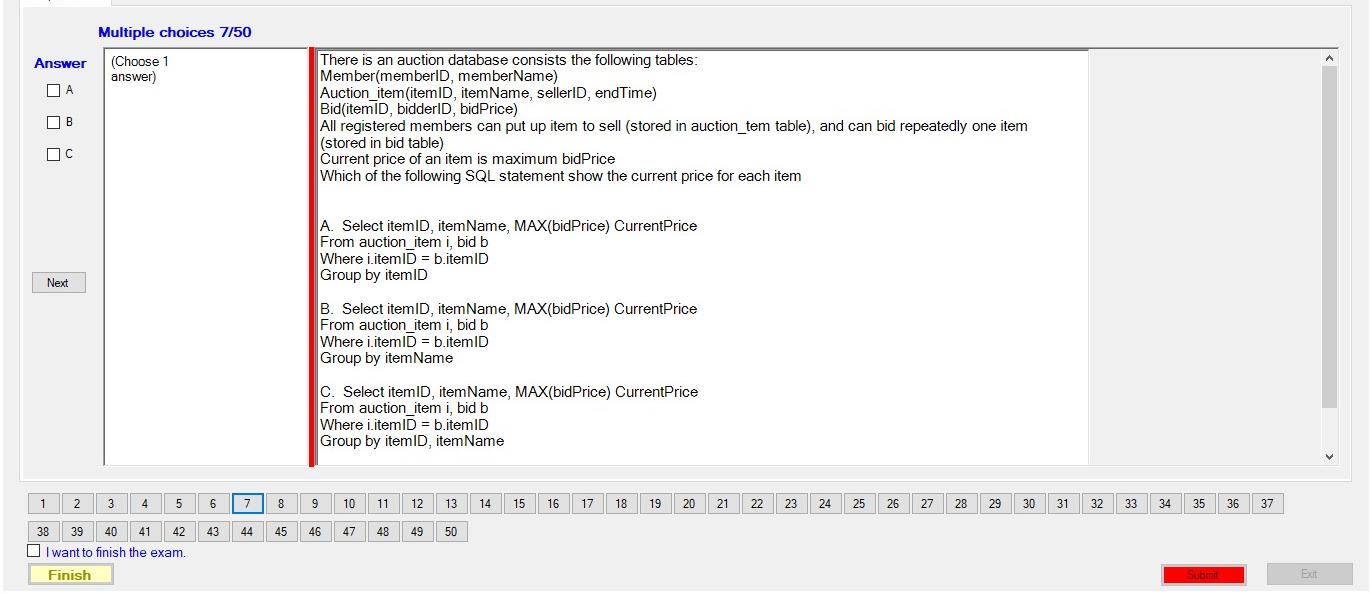 Multiple choices 7/50
Answer
A
B
C
Next
(Choose 1
answer)
There is an auction database consists the following tables:
Member(memberID, memberName)
Auction_item(itemID, itemName, sellerID, endTime)
Bid(itemID, bidderID, bidPrice)
All registered members can put up item to sell (stored in auction_tem table), and can bid repeatedly one item
(stored in bid table)
Current price of an item is maximum bidPrice
Which of the following SQL statement show the current price for each item
A. Select itemID, itemName, MAX(bidPrice) CurrentPrice
From auction_item i, bid b
Where i.itemID = b.itemID
Group by itemID
B. Select itemID, itemName, MAX(bidPrice) CurrentPrice
From auction_item i, bid b
Where i.itemID = b.itemID
Group by itemName
C. Select itemID, itemName, MAX(bidPrice) CurrentPrice
From auction_item i, bid b
Where i.itemID = b.itemID
Group by itemID, itemName
1 2 3 4 5 6 7 8 9 10 11 12 13 14 15 16 17 18 19 20 21 22 23 24 25 26 27 28 29 30 31 32 33 34 35 36 37
38 39 40 41 42 43 44 45 46 47 48 49 50
I want to finish the exam.
Finish
Submit
Exit